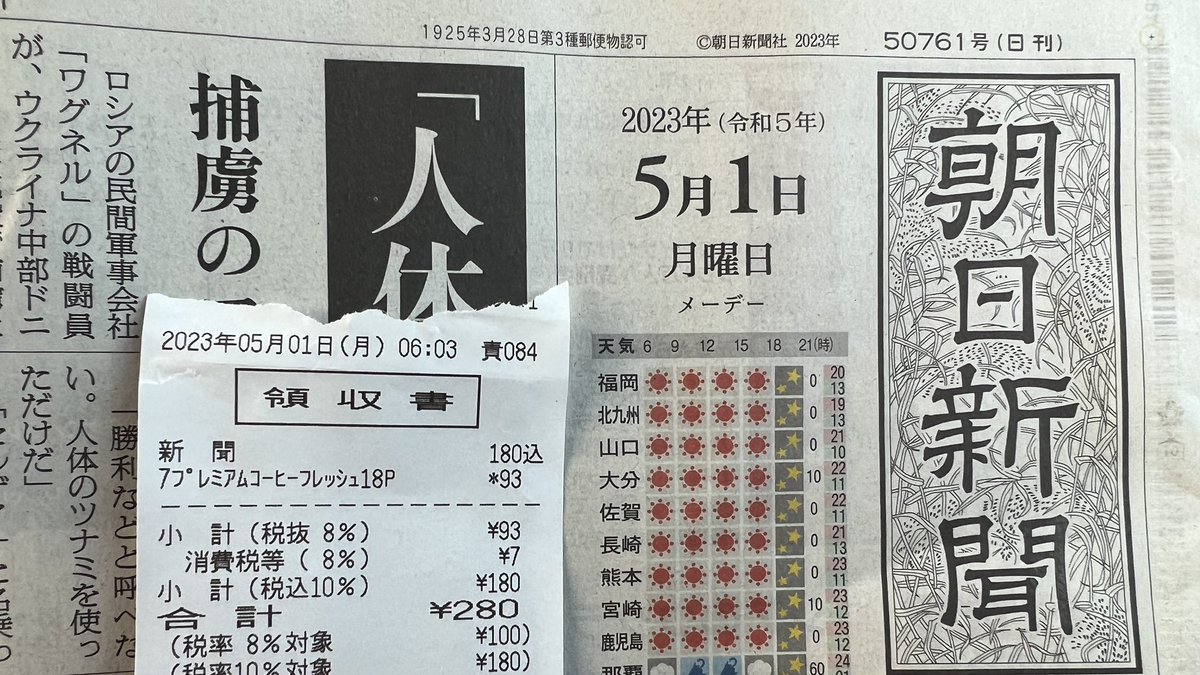 1925年3月28日第3種郵便物認可
©朝日新聞社 2023年
50761号(日刊)
朝日新聞
2023年(令和5年)
5月1日
月曜日
メーデー
天気 6 9 12 15 18 21(時)
福岡 0 20 13
北九州 0 19 13
山口 0 21 10
大分 10 22 11
佐賀 0 22 11
長崎 0 21 13
熊本 0 23 11
宮崎 10 23 12
鹿児島 0 23 12
那覇 60 24
「人体
捕虜の
ロシアの民間軍事会社
「ワグネル」の戦闘員
が、ウクライナ中部ドニ
「勝利などと呼べな
い。人体のツナミを使っ
ただけだ」
2023年05月01日(月) 06:03 責084
領収書
新 聞 180込
7プレミアムコーヒーフレッシュ18P *93
小 計(税抜 8%) ¥93
消費税等( 8%) ¥7
小 計(税込10%) ¥180
合 計 ¥280
(税率 8%対象 ¥100)
(税率10%対象 ¥180)